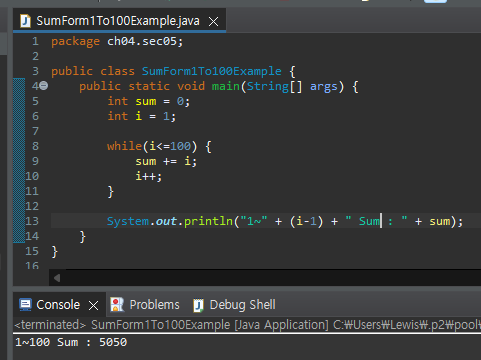 SumForm1To100Example.java
1 package ch04.sec05;
2
3 public class SumForm1To100Example {
4 public static void main(String[] args) {
5 int sum = 0;
6 int i = 1;
7
8 while(i<=100) {
9 sum += i;
10 i++;
11 }
12
13 System.out.println("1~" + (i-1) + " Sum : " + sum);
14 }
15 }
16
Console Problems Debug Shell
<terminated> SumForm1To100Example [Java Application] C:₩Users₩Lewis₩.p2₩pool₩
1~100 Sum : 5050